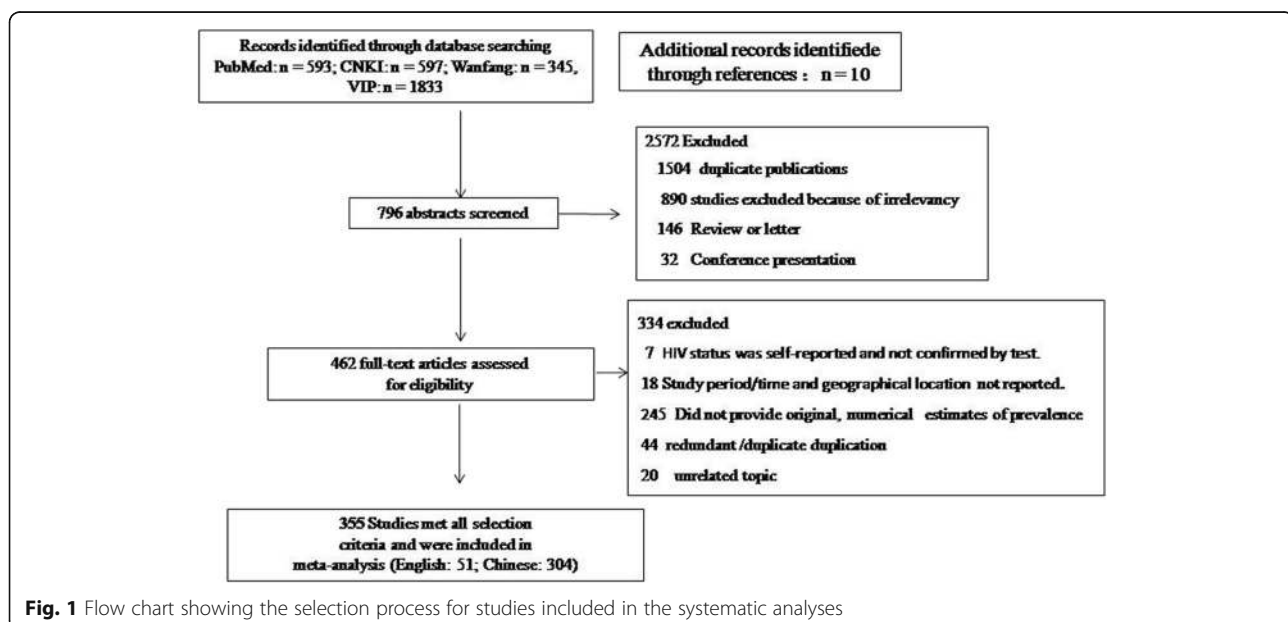 Records identified through database searching
PubMed: n = 593; CNKI: n = 597; Wanfang: n = 345,
VIP: n = 1833
Additional records identifiede
through references : n = 10
2572 Excluded
1504 duplicate publications
890 studies excluded because of irrelevancy
146 Review or letter
32 Conference presentation
796 abstracts screened
334 excluded
7 HIV status was self-reported and not confirmed by test.
18 Study period/time and geographical location not reported.
245 Did not provide original, numerical estimates of prevalence
44 redundant /duplicate duplication
20 unrelated topic
462 full-text articles assessed
for eligibility
355 Studies met all selection
criteria and were included in
meta-analysis (English: 51; Chinese: 304)
Fig. 1 Flow chart showing the selection process for studies included in the systematic analyses